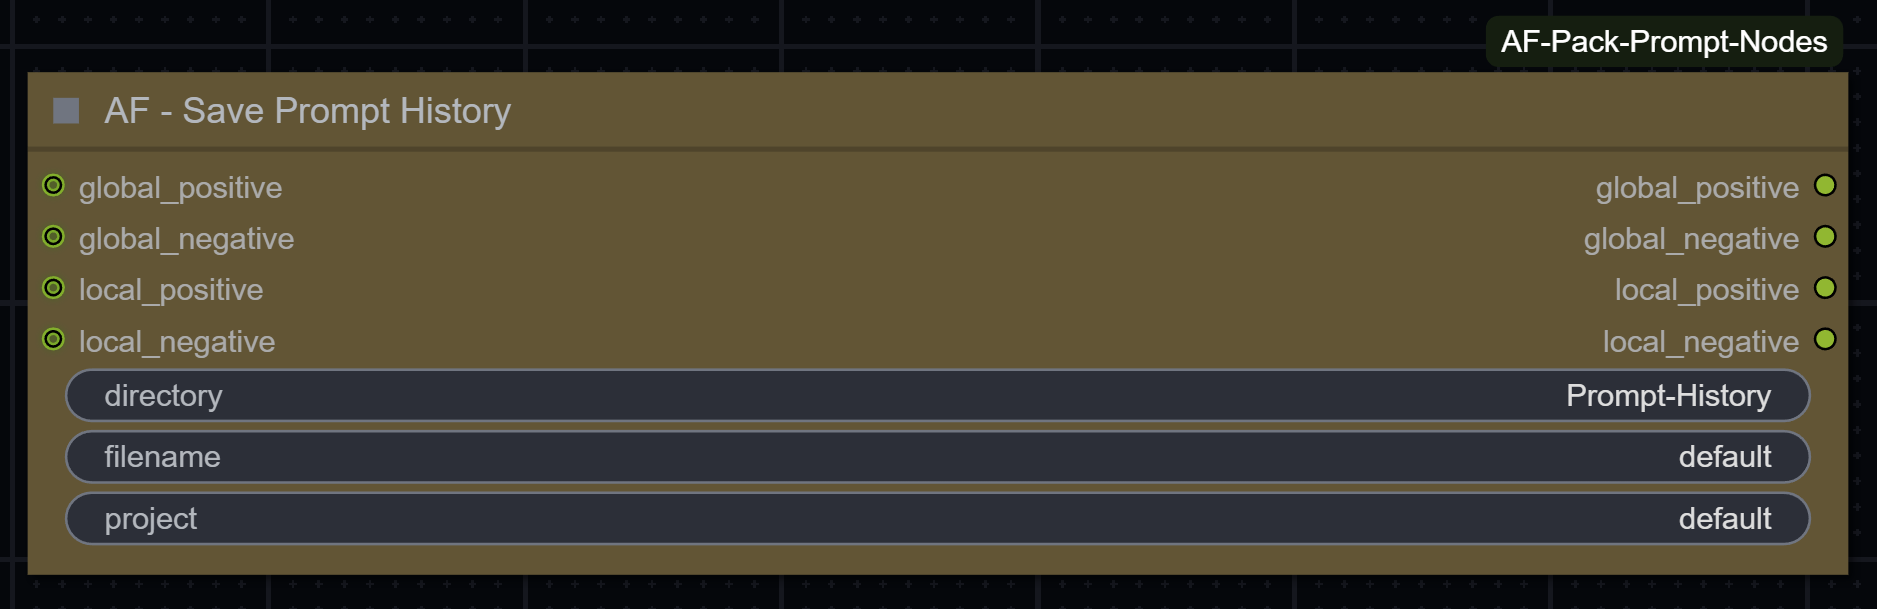 AF-Pack-Prompt-Nodes
AF - Save Prompt History
global_positive global_positive
global_negative global_negative
local_positive local_positive
local_negative local_negative
directory Prompt-History
filename default
project default